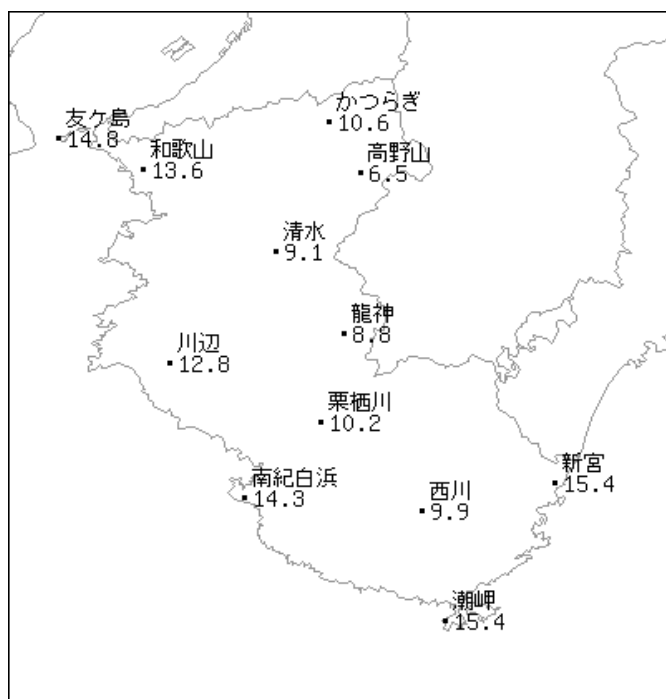 かつらぎ
10.6
友ケ島
14.8
和歌山
13.6
高野山
6.5
清水
9.1
龍神
8.8
川辺
12.8
栗栖川
10.2
新宮
15.4
南紀白浜
14.3
西川
9.9
潮岬
15.4